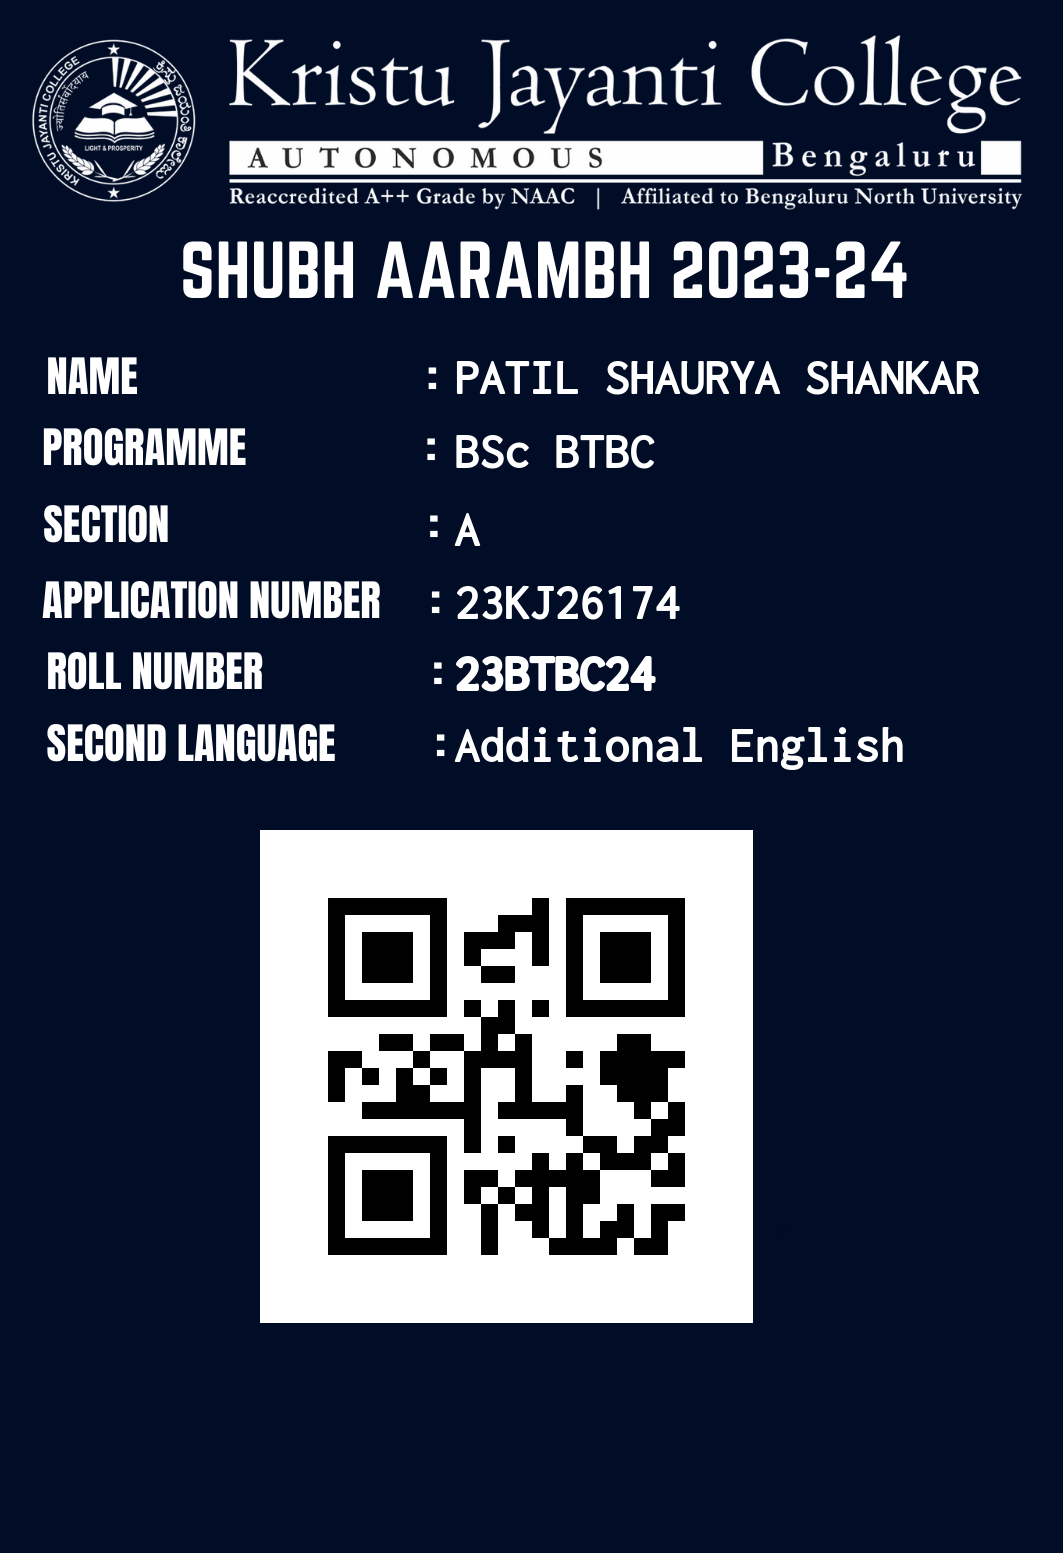 KRISTU JAYANTI COLLEGE
ಕ್ರಿಸ್ತು ಜಯಂತಿ ಕಾಲೇಜು
ज्योतिर्संवर्दियाय
LIGHT & PROSPERITY
Kristu Jayanti College
AUTONOMOUS Bengaluru
Reaccredited A++ Grade by NAAC | Affiliated to Bengaluru North University
SHUBH AARAMBH 2023-24
NAME : PATIL SHAURYA SHANKAR
PROGRAMME : BSc BTBC
SECTION : A
APPLICATION NUMBER : 23KJ26174
ROLL NUMBER : 23BTBC24
SECOND LANGUAGE : Additional English